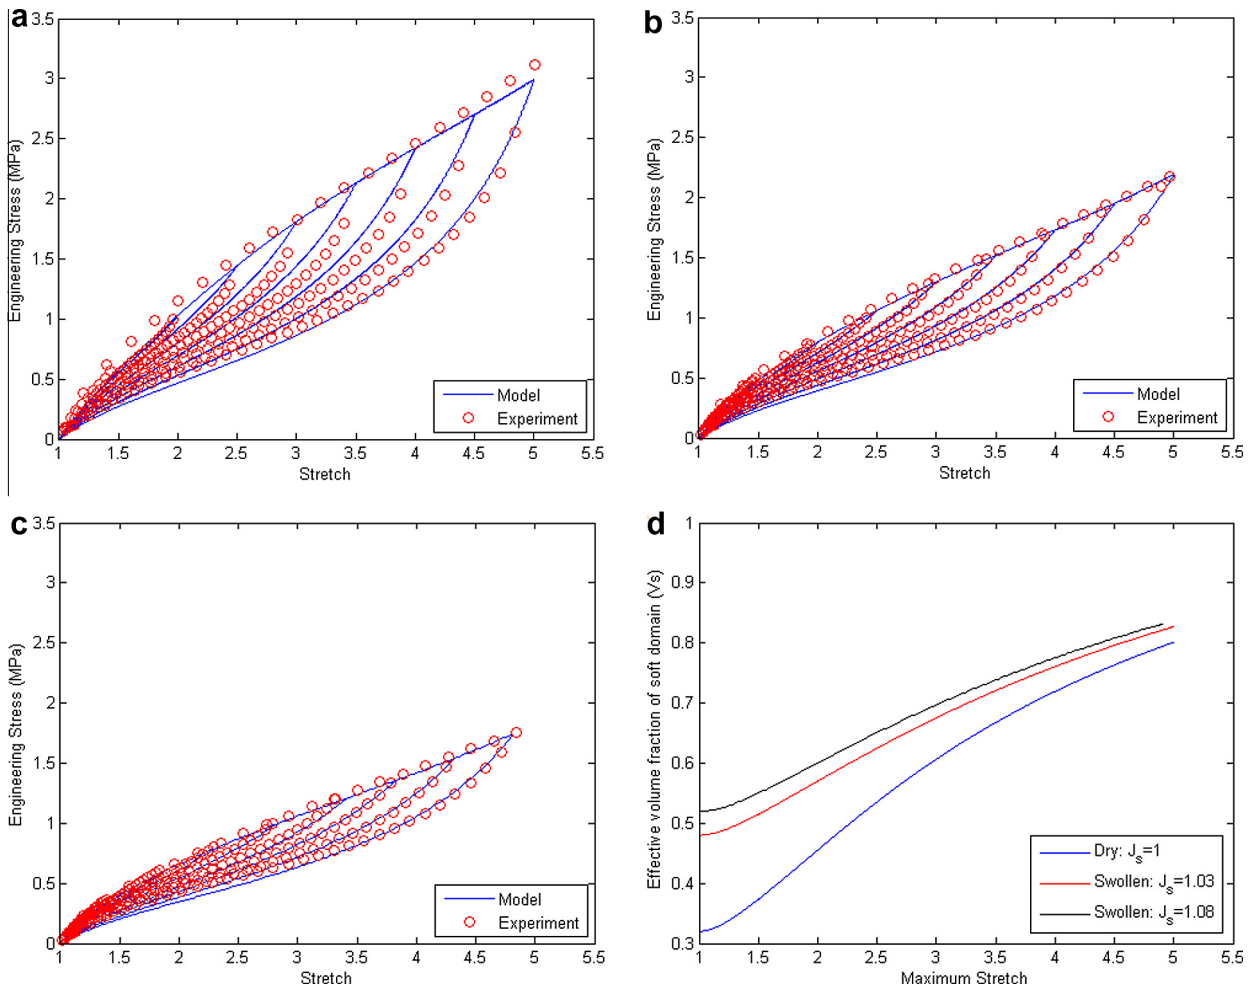 a
3.5
3
2.5
2
1.5
1
0.5
0
Engineering Stress (MPa)
1 1.5 2 2.5 3 3.5 4 4.5 5 5.5
Stretch
Model
Experiment
b
3.5
3
2.5
2
1.5
1
0.5
0
Engineering Stress (MPa)
1 1.5 2 2.5 3 3.5 4 4.5 5 5.5
Stretch
Model
Experiment
c
3.5
3
2.5
2
1.5
1
0.5
0
Engineering Stress (MPa)
1 1.5 2 2.5 3 3.5 4 4.5 5 5.5
Stretch
Model
Experiment
d
1
0.9
0.8
0.7
0.6
0.5
0.4
0.3
Effective volume fraction of soft domain (Vs)
1 1.5 2 2.5 3 3.5 4 4.5 5 5.5
Maximum Stretch
Dry: J_s=1
Swollen: J_s=1.03
Swollen: J_s=1.08